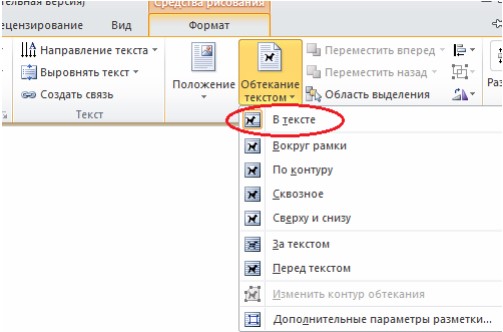 тельная версия)
Средства рисования
ецензирование Вид Формат
Направление текста
Выровнять текст
Создать связь
Текст
Положение
Обтекание текстом
Переместить вперед
Переместить назад
Область выделения
Раз
В тексте
Вокруг рамки
По контуру
Сквозное
Сверху и снизу
За текстом
Перед текстом
Изменить контур обтекания
Дополнительные параметры разметки...